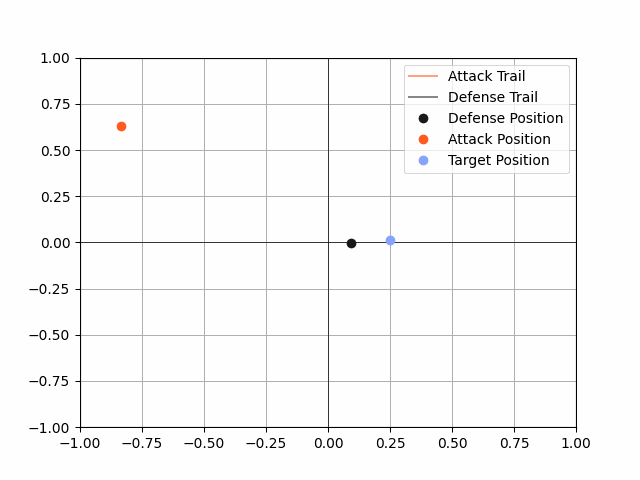 1.00
0.75
0.50
0.25
0.00
−0.25
−0.50
−0.75
−1.00
−1.00 −0.75 −0.50 −0.25 0.00 0.25 0.50 0.75 1.00
Attack Trail
Defense Trail
Defense Position
Attack Position
Target Position